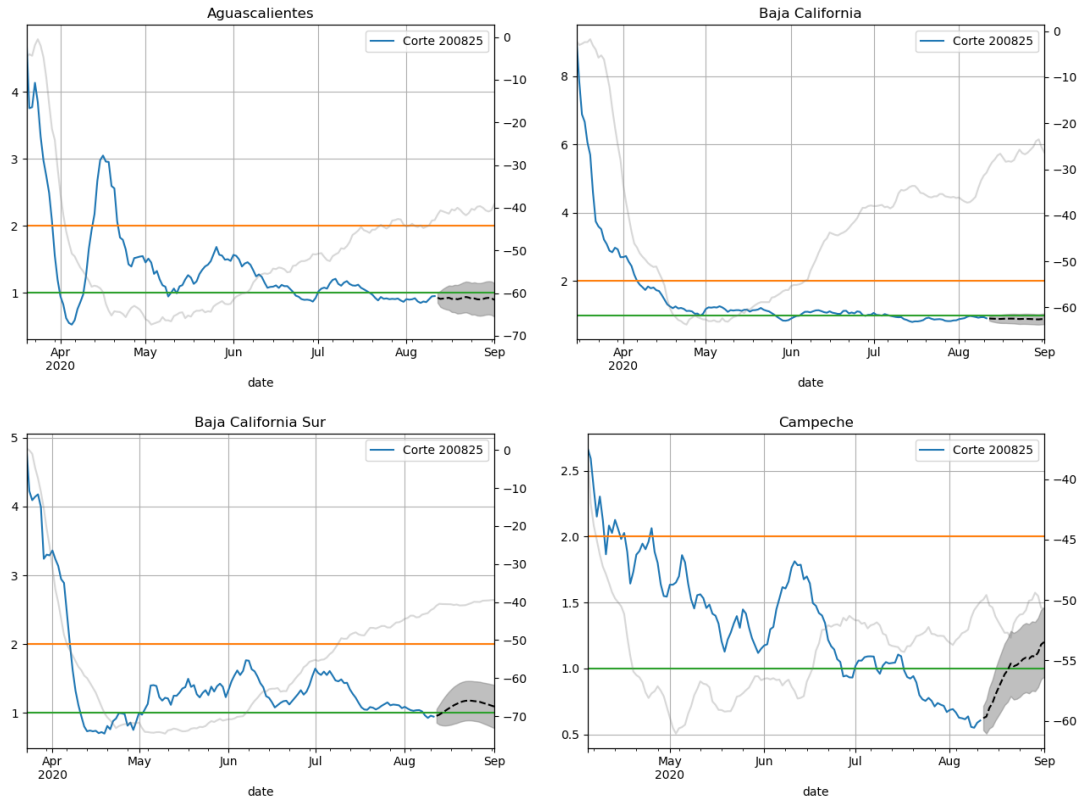 Aguascalientes
Corte 200825
4
3
2
1
0
−10
−20
−30
−40
−50
−60
−70
Apr
2020
May
Jun
Jul
Aug
Sep
date
Baja California
Corte 200825
8
6
4
2
1
0
−10
−20
−30
−40
−50
−60
Apr
2020
May
Jun
Jul
Aug
Sep
date
Baja California Sur
Corte 200825
5
4
3
2
1
0
−10
−20
−30
−40
−50
−60
−70
Apr
2020
May
Jun
Jul
Aug
Sep
date
Campeche
Corte 200825
2.5
2.0
1.5
1.0
0.5
−40
−45
−50
−55
−60
May
2020
Jun
Jul
Aug
Sep
date